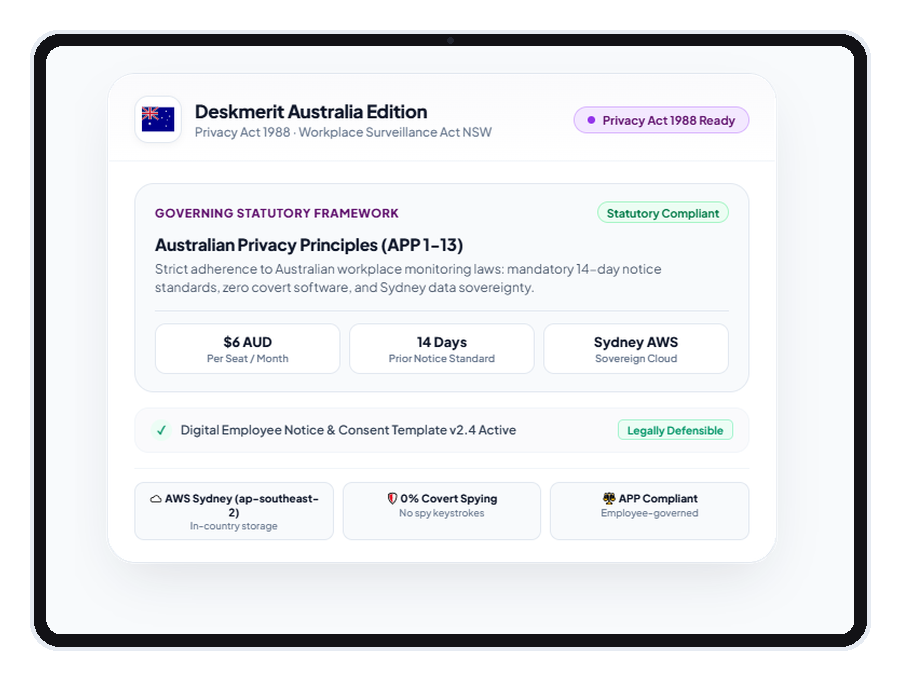 Deskmerit Australia Edition
Privacy Act 1988 · Workplace Surveillance Act NSW
Privacy Act 1988 Ready
GOVERNING STATUTORY FRAMEWORK
Statutory Compliant
Australian Privacy Principles (APP 1–13)
Strict adherence to Australian workplace monitoring laws: mandatory 14-day notice
standards, zero covert software, and Sydney data sovereignty.
$6 AUD
Per Seat / Month
14 Days
Prior Notice Standard
Sydney AWS
Sovereign Cloud
✓ Digital Employee Notice & Consent Template v2.4 Active
Legally Defensible
AWS Sydney (ap-southeast-
2)
In-country storage
0% Covert Spying
No spy keystrokes
APP Compliant
Employee-governed